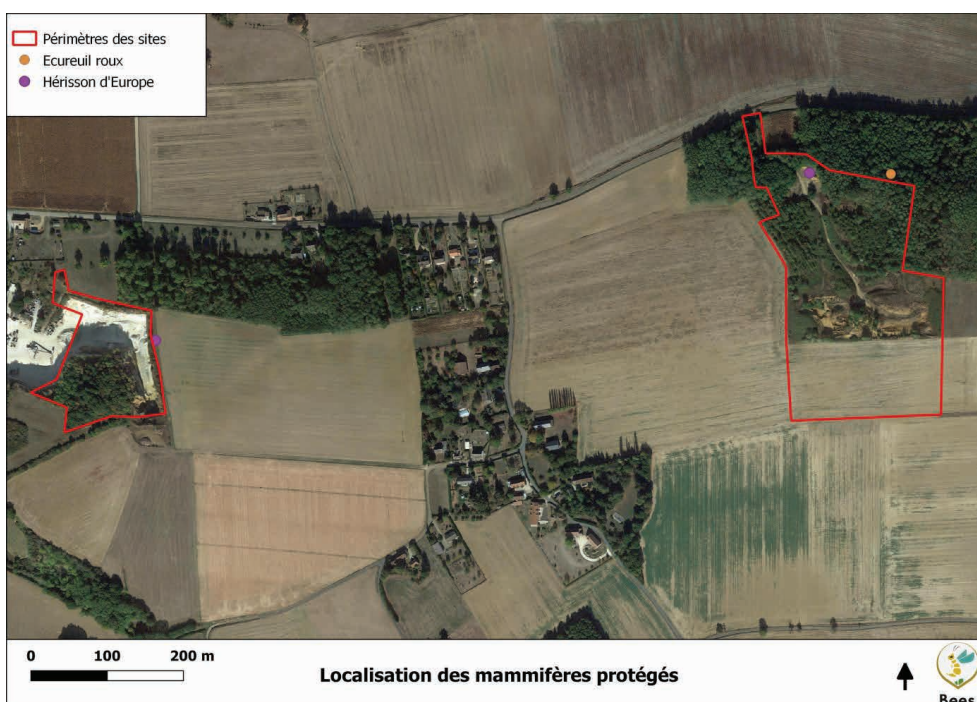 Périmètres des sites
Ecureuil roux
Hérisson d'Europe
0 100 200 m
Localisation des mammifères protégés
Bees